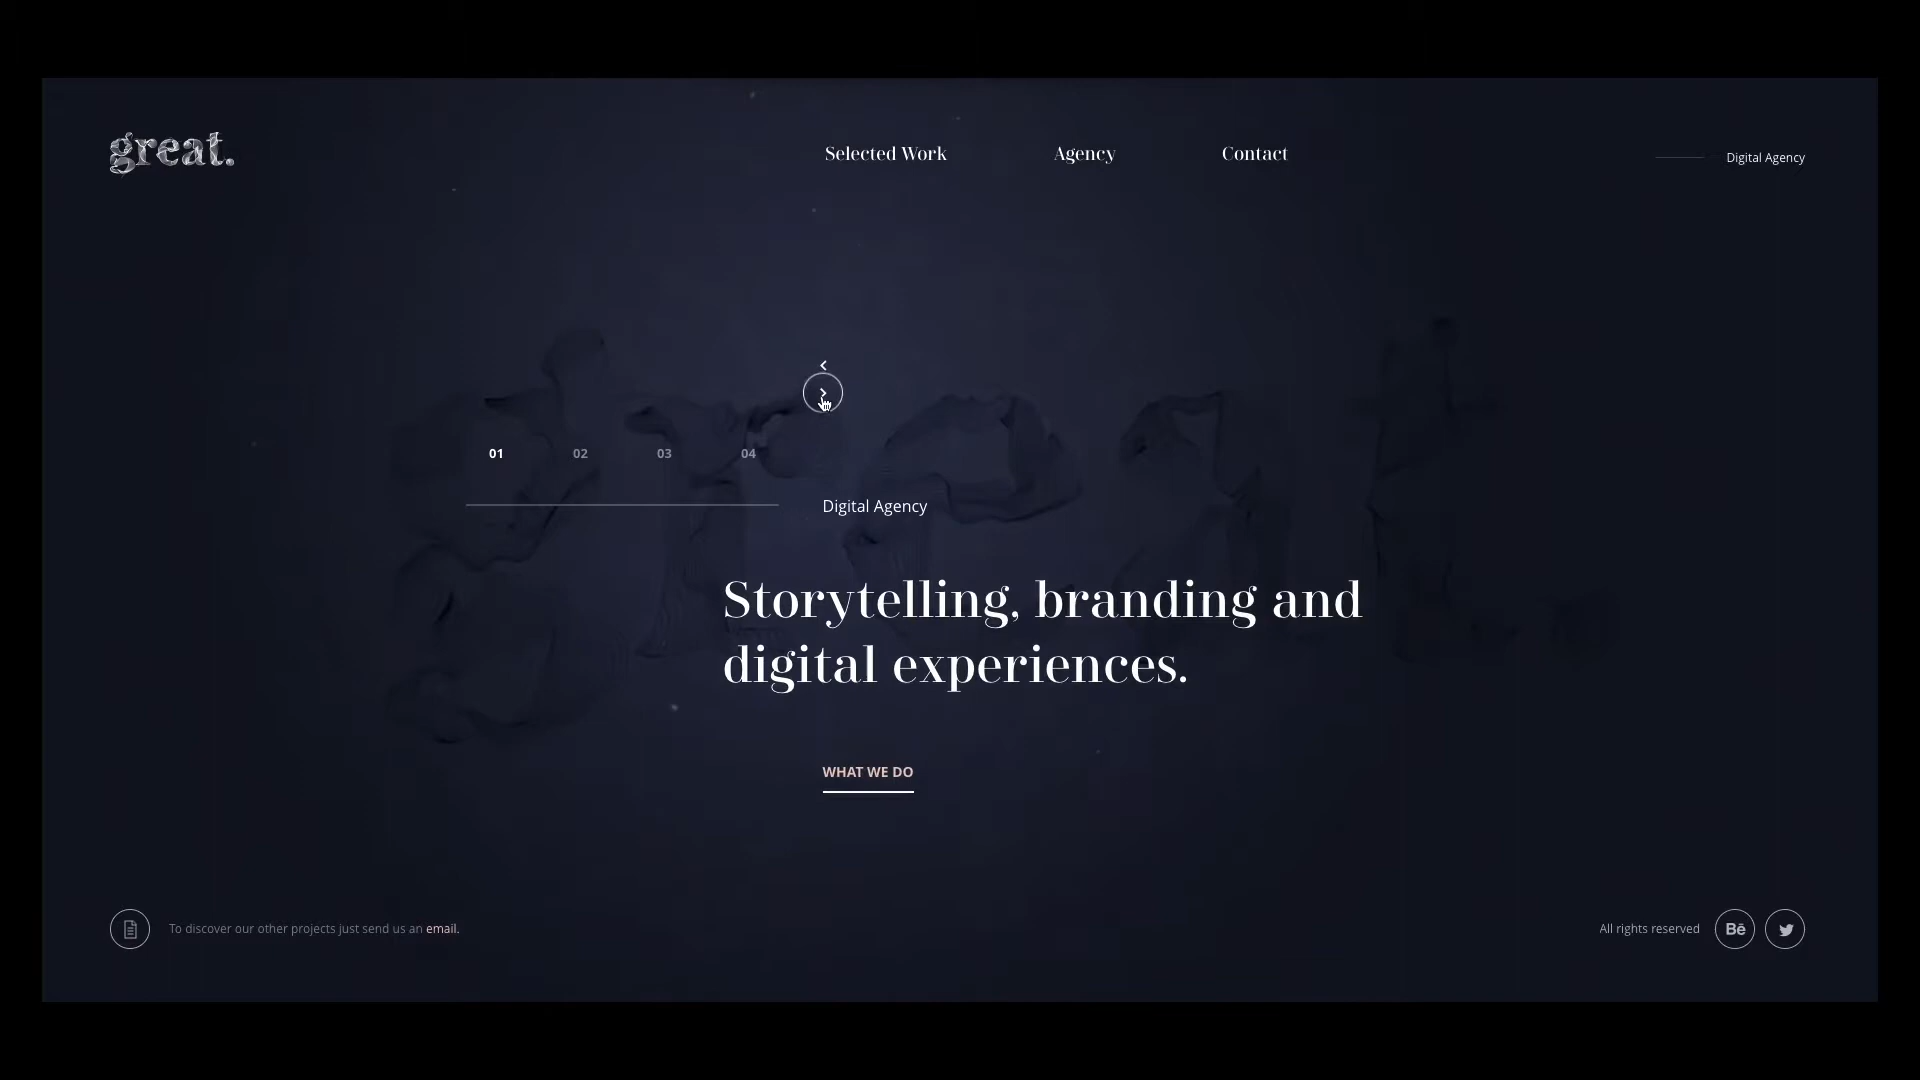 great.
Selected Work
Agency
Contact
Digital Agency
great.
01
02
03
04
Digital Agency
Storytelling, branding and
digital experiences.
WHAT WE DO
To discover our other projects just send us an email.
All rights reserved
Bē